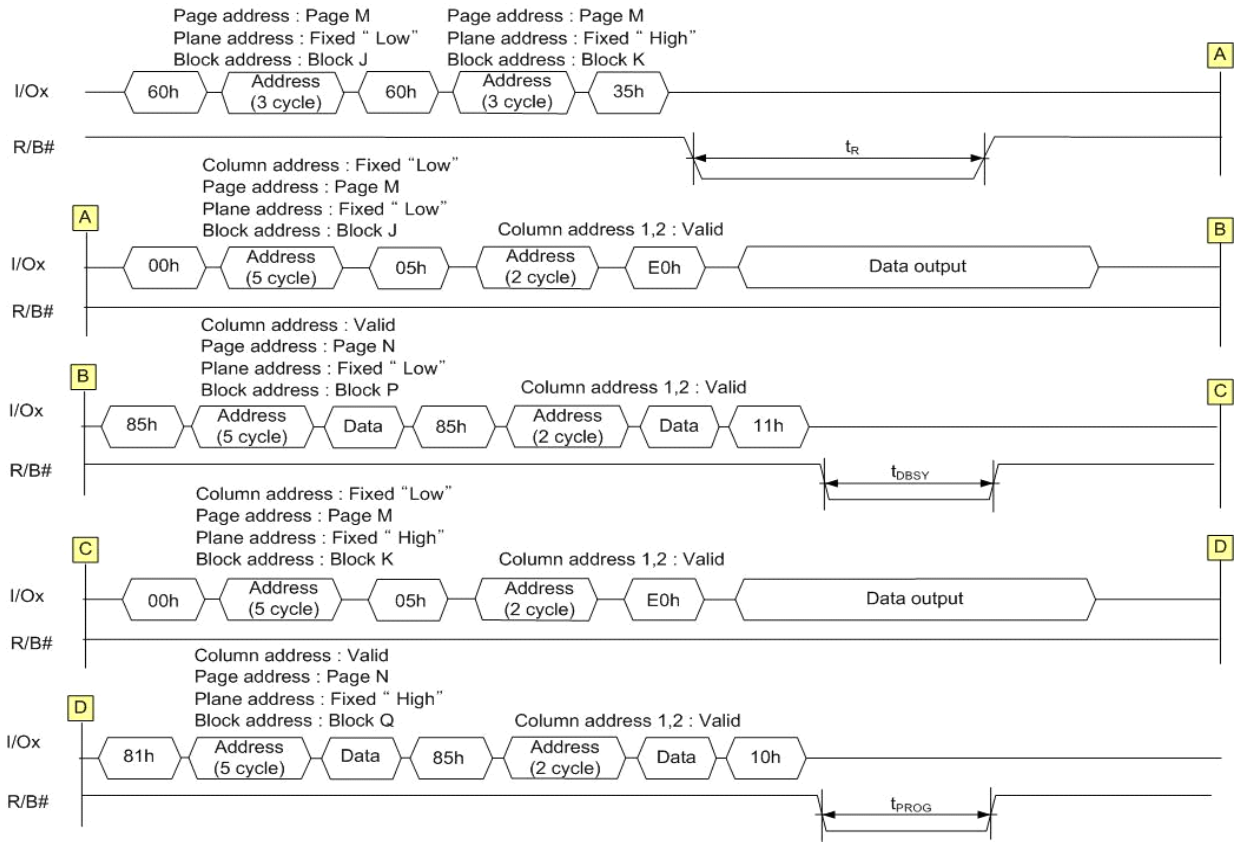 Page address : Page M
Plane address : Fixed “ Low”
Block address : Block J
Page address : Page M
Plane address : Fixed “ High”
Block address : Block K
A
I/Ox
60h
Address
(3 cycle)
60h
Address
(3 cycle)
35h
R/B#
tR
Column address : Fixed “Low”
Page address : Page M
Plane address : Fixed “ Low”
Block address : Block J
Column address 1,2 : Valid
A
B
I/Ox
00h
Address
(5 cycle)
05h
Address
(2 cycle)
E0h
Data output
R/B#
Column address : Valid
Page address : Page N
Plane address : Fixed “ Low”
Block address : Block P
Column address 1,2 : Valid
B
C
I/Ox
85h
Address
(5 cycle)
Data
85h
Address
(2 cycle)
Data
11h
R/B#
tDBSY
Column address : Fixed “Low”
Page address : Page M
Plane address : Fixed “ High”
Block address : Block K
Column address 1,2 : Valid
C
D
I/Ox
00h
Address
(5 cycle)
05h
Address
(2 cycle)
E0h
Data output
R/B#
Column address : Valid
Page address : Page N
Plane address : Fixed “ High”
Block address : Block Q
Column address 1,2 : Valid
D
I/Ox
81h
Address
(5 cycle)
Data
85h
Address
(2 cycle)
Data
10h
R/B#
tPROG